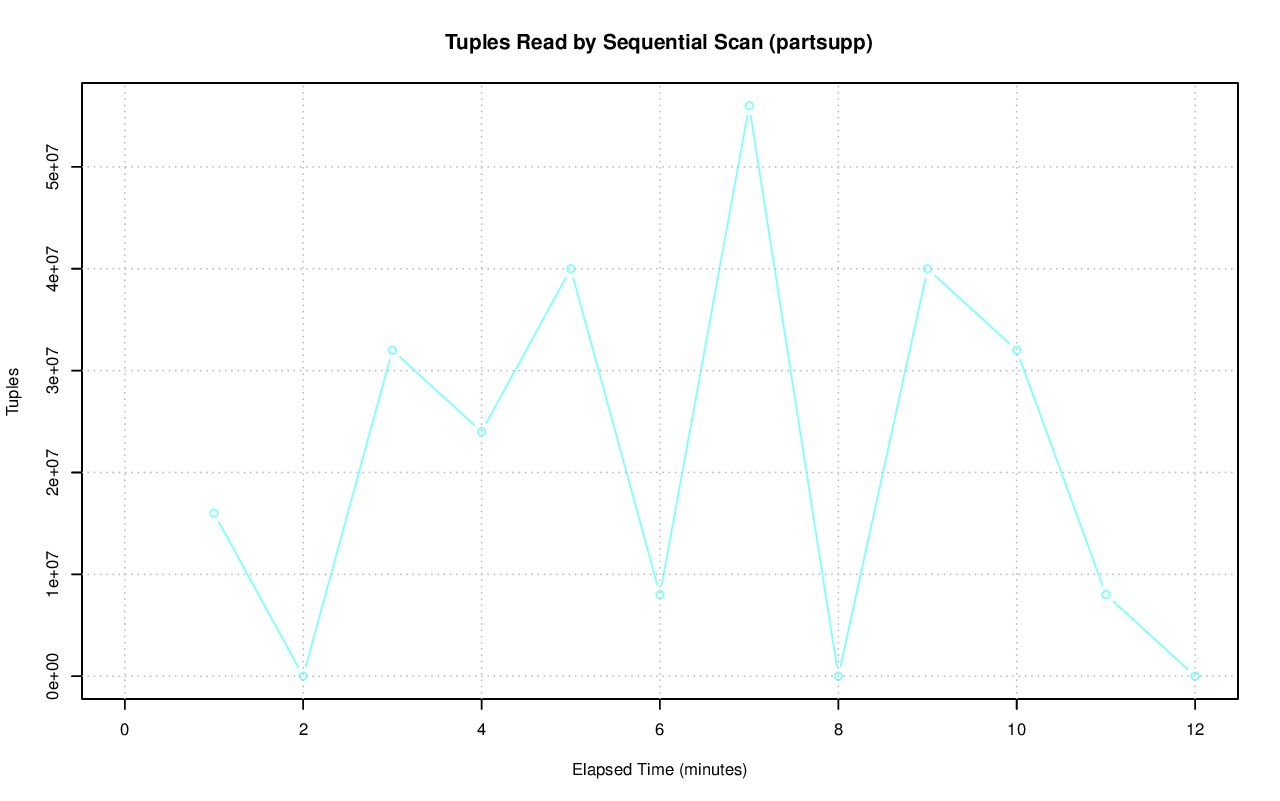 Tuples Read by Sequential Scan (partsupp)
Tuples
5e+07
4e+07
3e+07
2e+07
1e+07
0e+00
0 2 4 6 8 10 12
Elapsed Time (minutes)